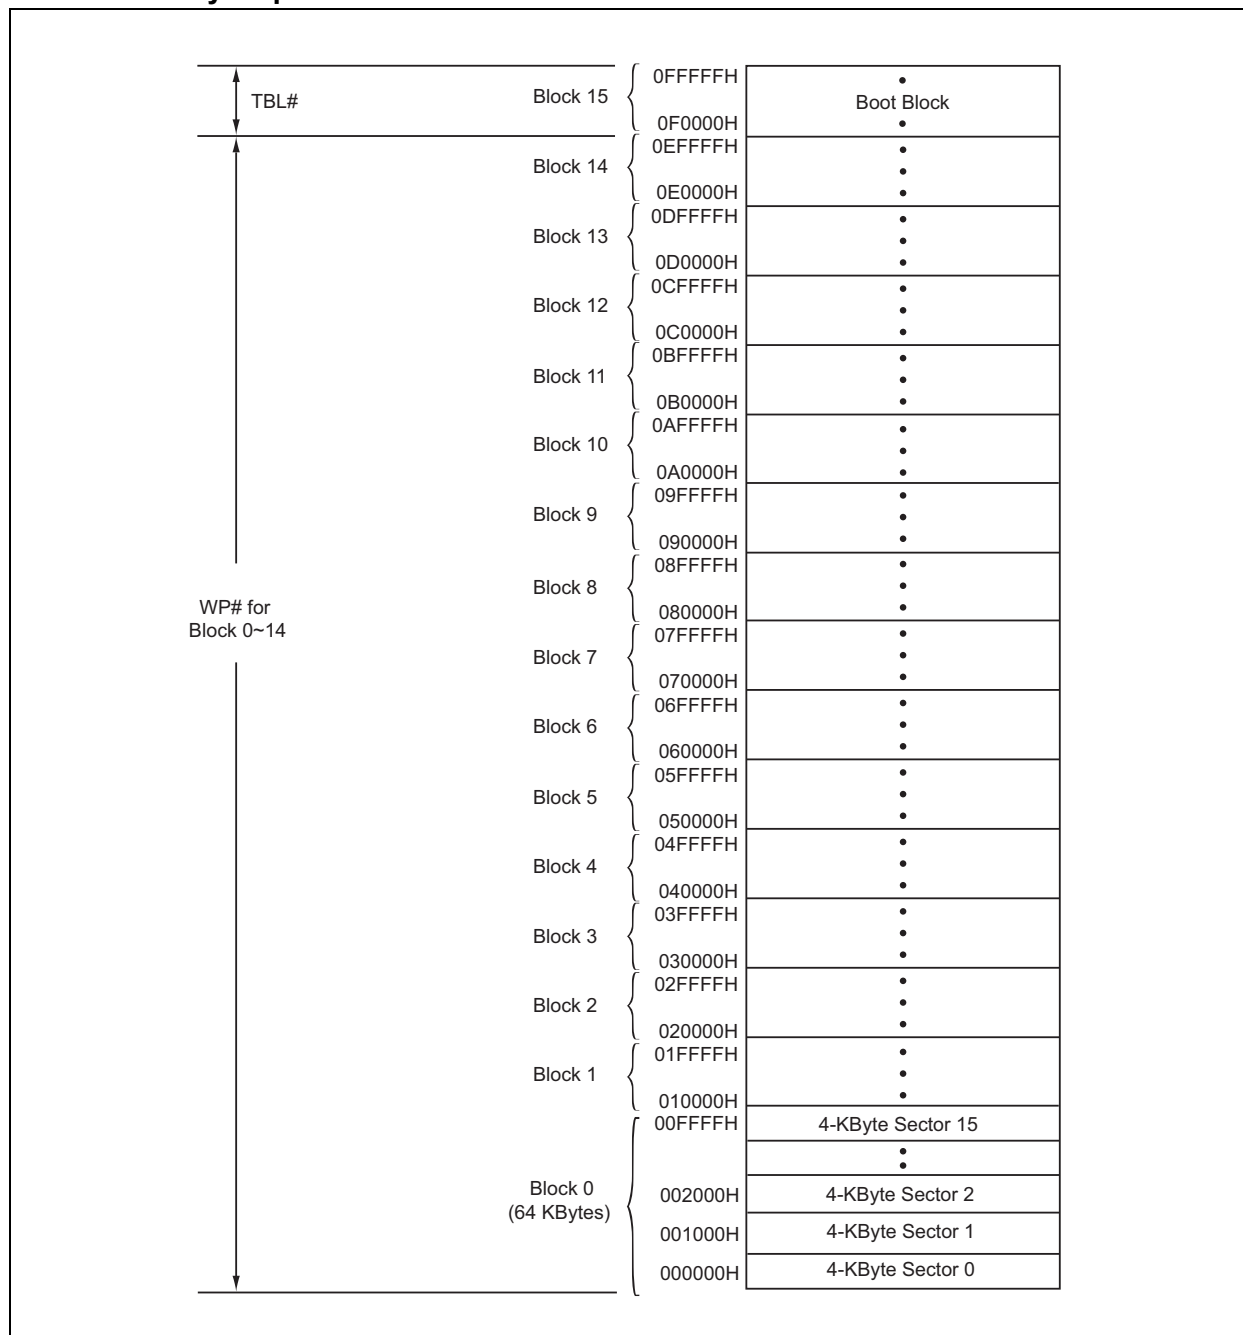 TBL#
Block 15
0FFFFFH
Boot Block
0F0000H
0EFFFFH
Block 14
0E0000H
0DFFFFH
Block 13
0D0000H
0CFFFFH
Block 12
0C0000H
0BFFFFH
Block 11
0B0000H
0AFFFFH
Block 10
0A0000H
09FFFFH
Block 9
090000H
08FFFFH
Block 8
080000H
WP# for
Block 0~14
07FFFFH
Block 7
070000H
06FFFFH
Block 6
060000H
05FFFFH
Block 5
050000H
04FFFFH
Block 4
040000H
03FFFFH
Block 3
030000H
02FFFFH
Block 2
020000H
01FFFFH
Block 1
010000H
00FFFFH
4-KByte Sector 15
Block 0
(64 KBytes)
002000H
4-KByte Sector 2
001000H
4-KByte Sector 1
000000H
4-KByte Sector 0